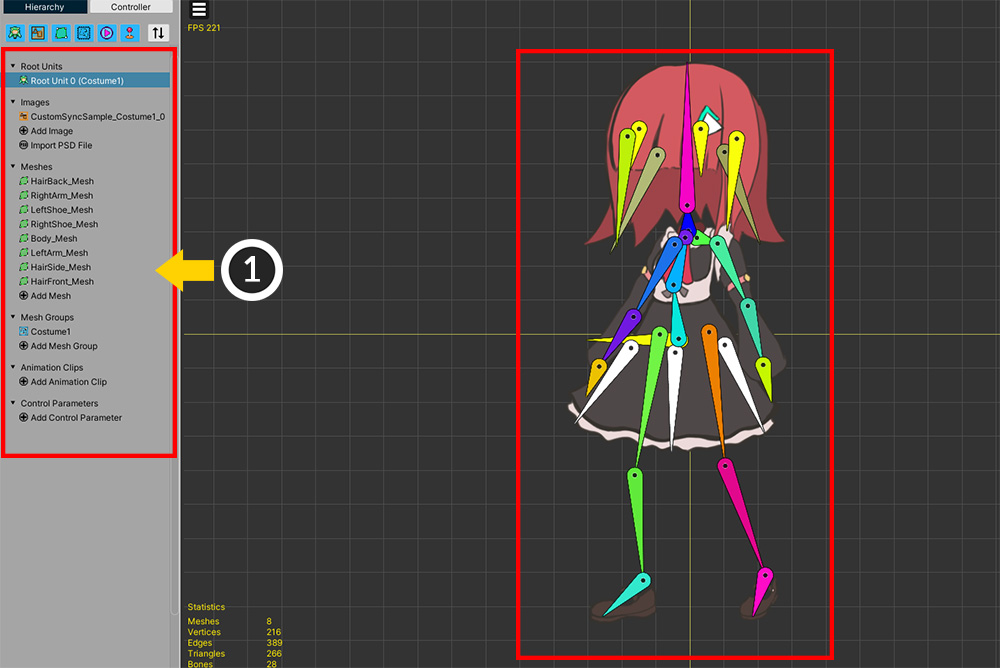 Hierarchy
Controller
FPS 221
Root Units
Root Unit 0 (Costume1)
Images
CustomSyncSample_Costume1_0
Add Image
Import PSD File
Meshes
HairBack_Mesh
RightArm_Mesh
LeftShoe_Mesh
RightShoe_Mesh
Body_Mesh
LeftArm_Mesh
HairSide_Mesh
HairFront_Mesh
Add Mesh
1
Mesh Groups
Costume1
Add Mesh Group
Animation Clips
Add Animation Clip
Control Parameters
Add Control Parameter
Statistics
Meshes 8
Vertices 216
Edges 389
Triangles 266
Bones 28